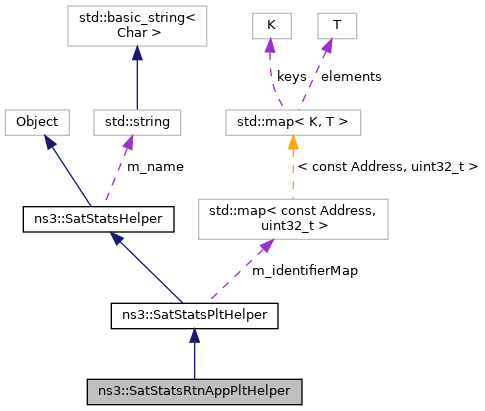 std::basic_string<
Char >
K
T
keys
elements
Object
std::string
std::map< K, T >
m_name
< const Address, uint32_t >
ns3::SatStatsHelper
std::map< const Address,
uint32_t >
m_identifierMap
ns3::SatStatsPltHelper
ns3::SatStatsRtnAppPltHelper